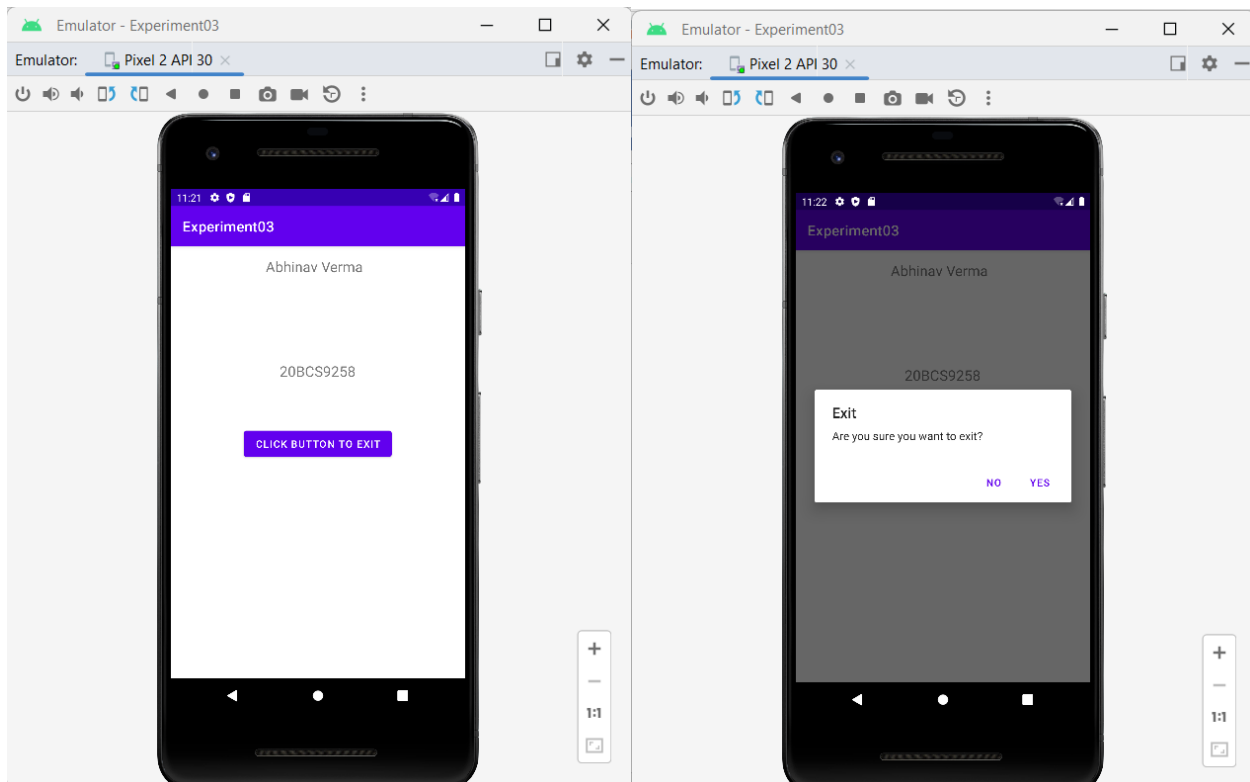 Emulator - Experiment03
Emulator:
Pixel 2 API 30
11:21
Experiment03
Abhinav Verma
20BCS9258
CLICK BUTTON TO EXIT
1:1
Emulator - Experiment03
Emulator:
Pixel 2 API 30
11:22
Experiment03
Abhinav Verma
20BCS9258
Exit
Are you sure you want to exit?
NO YES
1:1